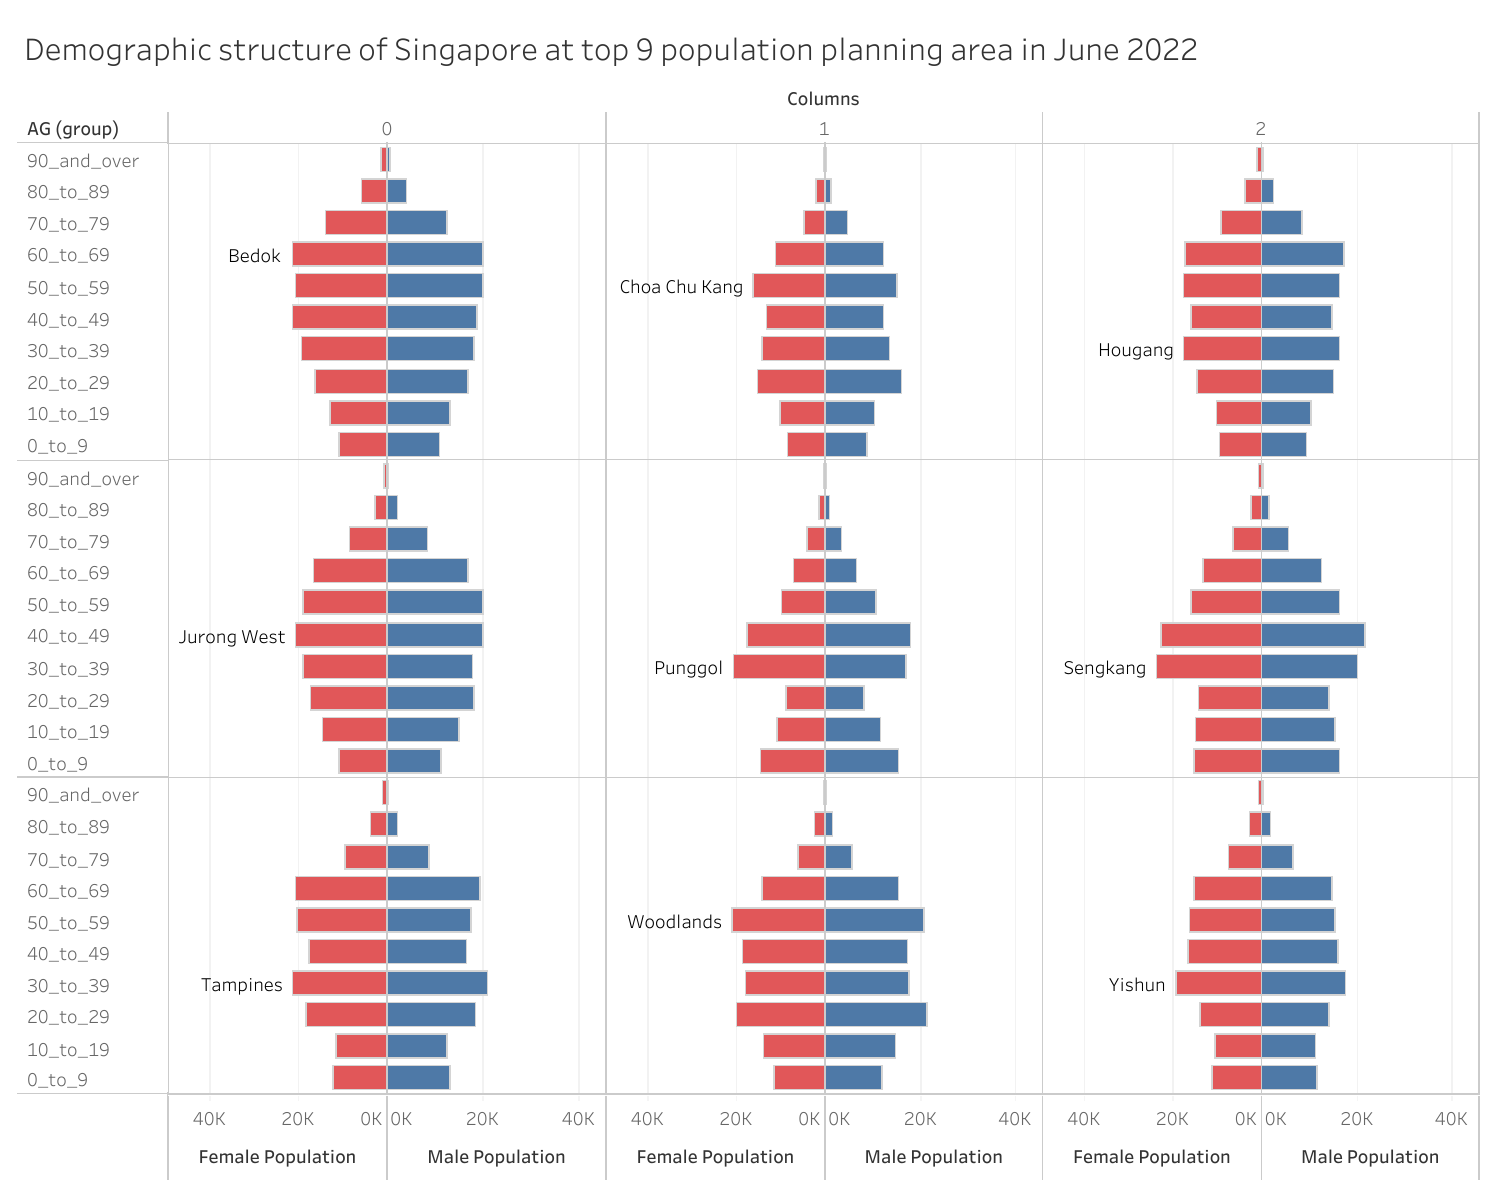 Demographic structure of Singapore at top 9 population planning area in June 2022
Columns
AG (group) 0 1 2
90_and_over
80_to_89
70_to_79
60_to_69 Bedok
50_to_59 Choa Chu Kang
40_to_49
30_to_39 Hougang
20_to_29
10_to_19
0_to_9
90_and_over
80_to_89
70_to_79
60_to_69
50_to_59
40_to_49 Jurong West
30_to_39 Punggol Sengkang
20_to_29
10_to_19
0_to_9
90_and_over
80_to_89
70_to_79
60_to_69
50_to_59 Woodlands
40_to_49
30_to_39 Tampines Yishun
20_to_29
10_to_19
0_to_9
40K 20K 0K 0K 20K 40K 40K 20K 0K 0K 20K 40K 40K 20K 0K 0K 20K 40K
Female Population Male Population Female Population Male Population Female Population Male Population